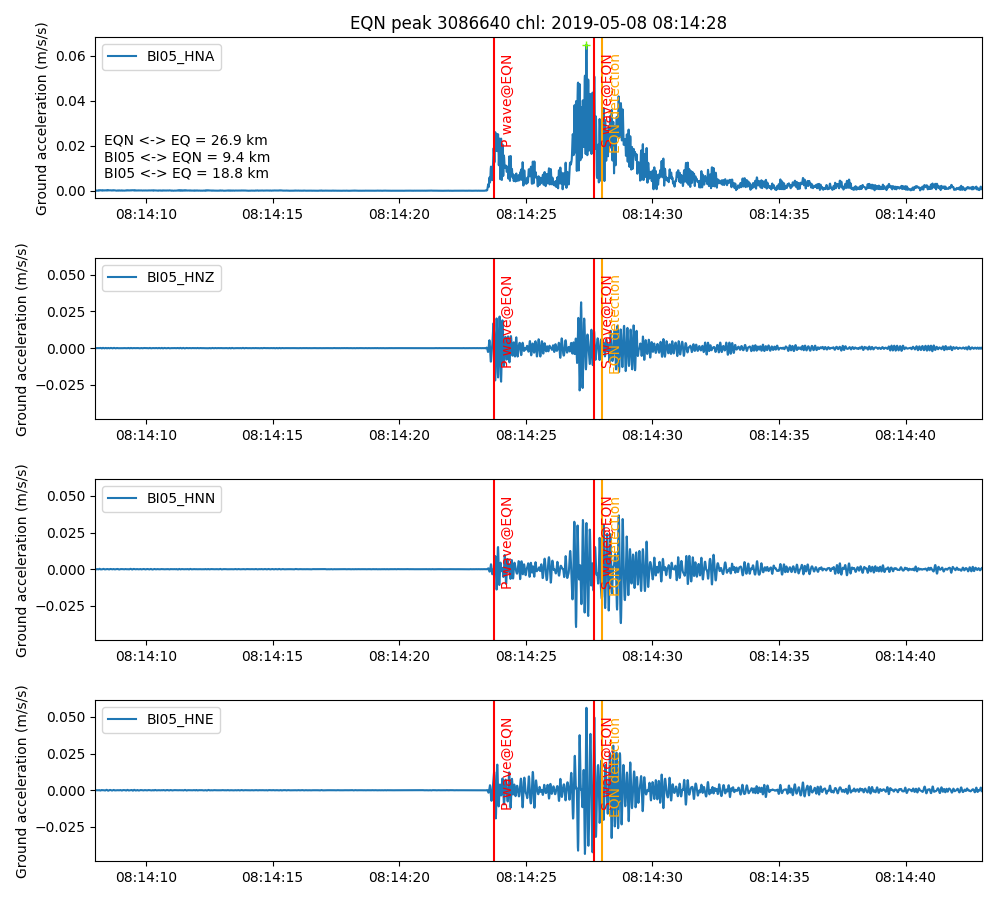 EQN peak 3086640 chl: 2019-05-08 08:14:28
Ground acceleration (m/s/s)
0.06
0.04
0.02
0.00
BI05_HNA
EQN <-> EQ = 26.9 km
BI05 <-> EQN = 9.4 km
BI05 <-> EQ = 18.8 km
P wave@EQN
S wave@EQN
EQN detection
08:14:10 08:14:15 08:14:20 08:14:25 08:14:30 08:14:35 08:14:40
Ground acceleration (m/s/s)
0.050
0.025
0.000
−0.025
BI05_HNZ
P wave@EQN
S wave@EQN
EQN detection
08:14:10 08:14:15 08:14:20 08:14:25 08:14:30 08:14:35 08:14:40
Ground acceleration (m/s/s)
0.050
0.025
0.000
−0.025
BI05_HNN
P wave@EQN
S wave@EQN
EQN detection
08:14:10 08:14:15 08:14:20 08:14:25 08:14:30 08:14:35 08:14:40
Ground acceleration (m/s/s)
0.050
0.025
0.000
−0.025
BI05_HNE
P wave@EQN
S wave@EQN
EQN detection
08:14:10 08:14:15 08:14:20 08:14:25 08:14:30 08:14:35 08:14:40